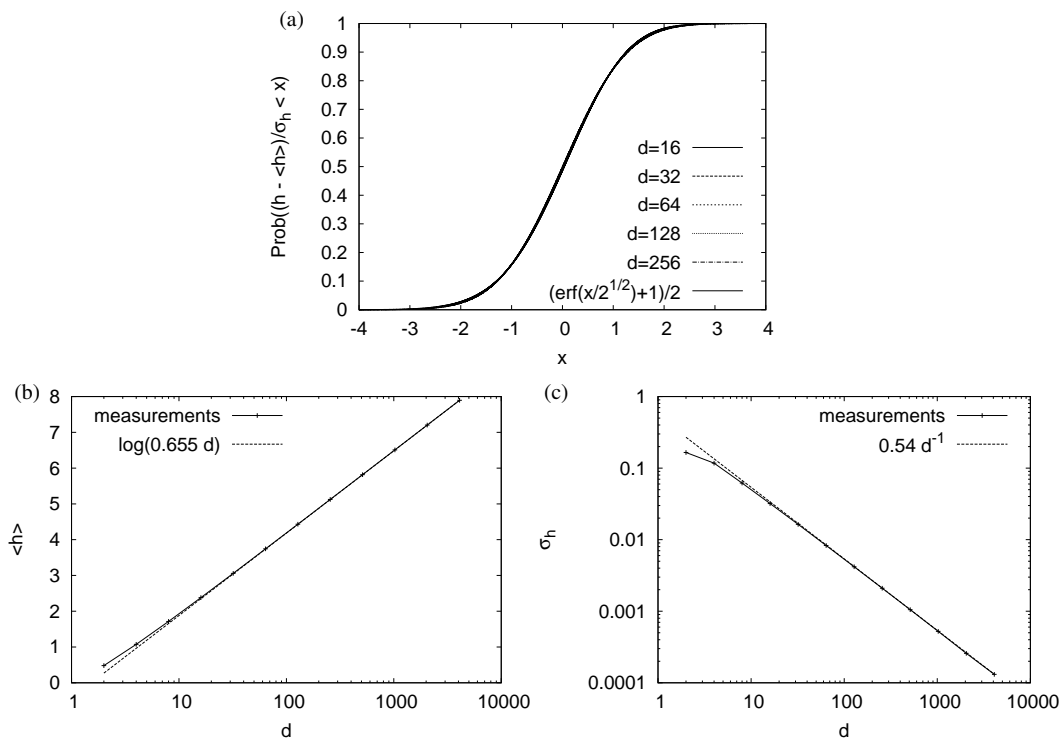 (a)
Prob((h - <h>)/σh < x)
1
0.9
0.8
0.7
0.6
0.5
0.4
0.3
0.2
0.1
0
-4 -3 -2 -1 0 1 2 3 4
x
d=16
d=32
d=64
d=128
d=256
(erf(x/2^1/2)+1)/2
(b)
<h>
8
7
6
5
4
3
2
1
0
1 10 100 1000 10000
d
measurements
log(0.655 d)
(c)
σh
1
0.1
0.01
0.001
0.0001
1 10 100 1000 10000
d
measurements
0.54 d^-1